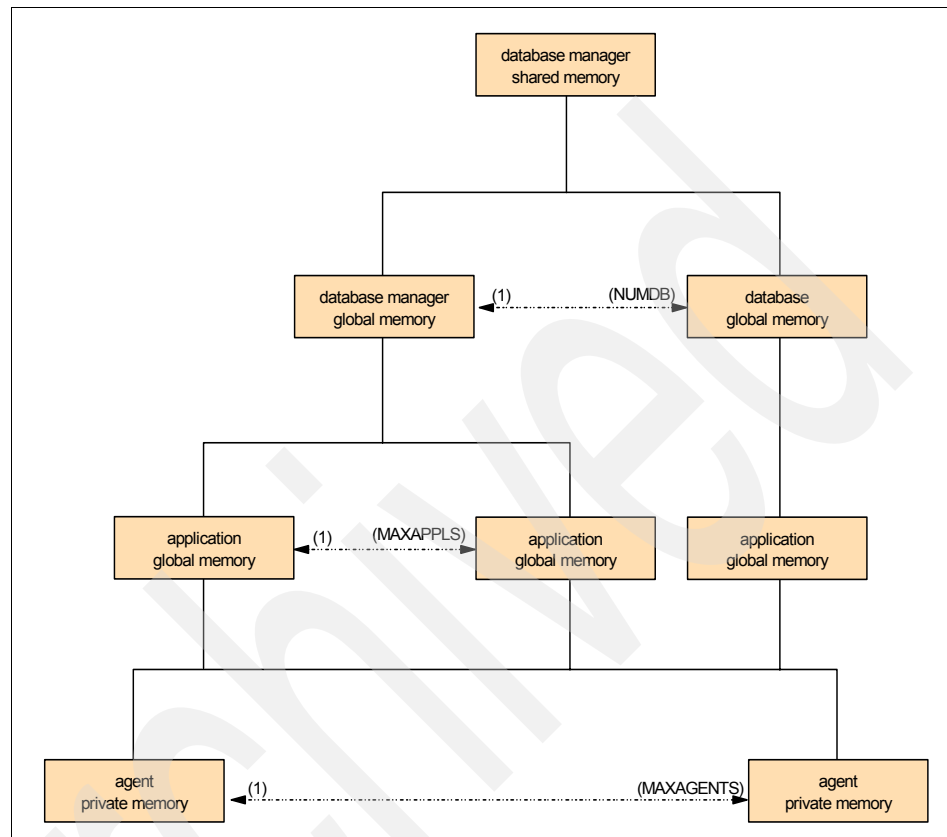 database manager
shared memory
database manager
global memory
(1)
(NUMDB)
database
global memory
application
global memory
(1)
(MAXAPPLS)
application
global memory
application
global memory
agent
private memory
(1)
(MAXAGENTS)
agent
private memory